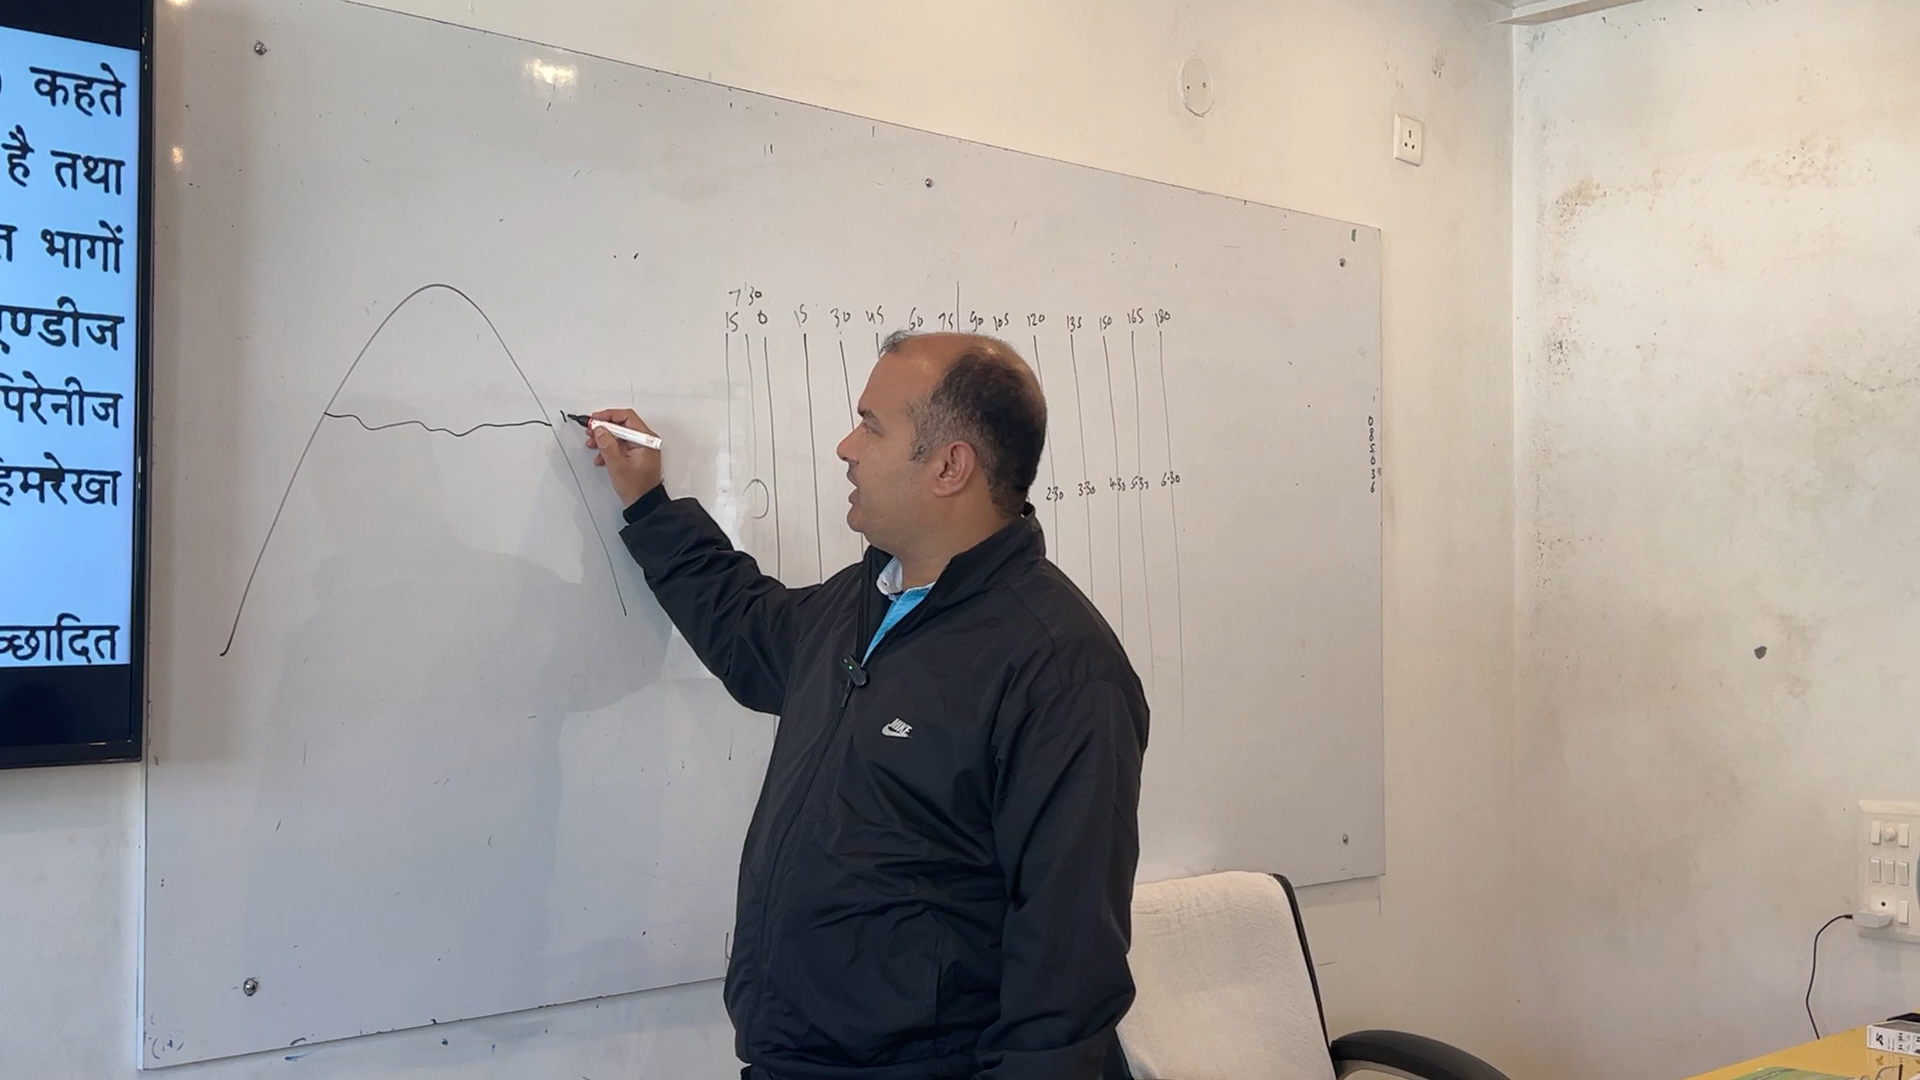 कहते
है तथा
भागों
ण्डीज
पिरेनीज
हिमरेखा
च्छादित
7'30
15 0 15 30 45 60 75 90 105 120 135 150 165 180
2:30 3:30 4:30 5:30 6:30
0005036
NIKE